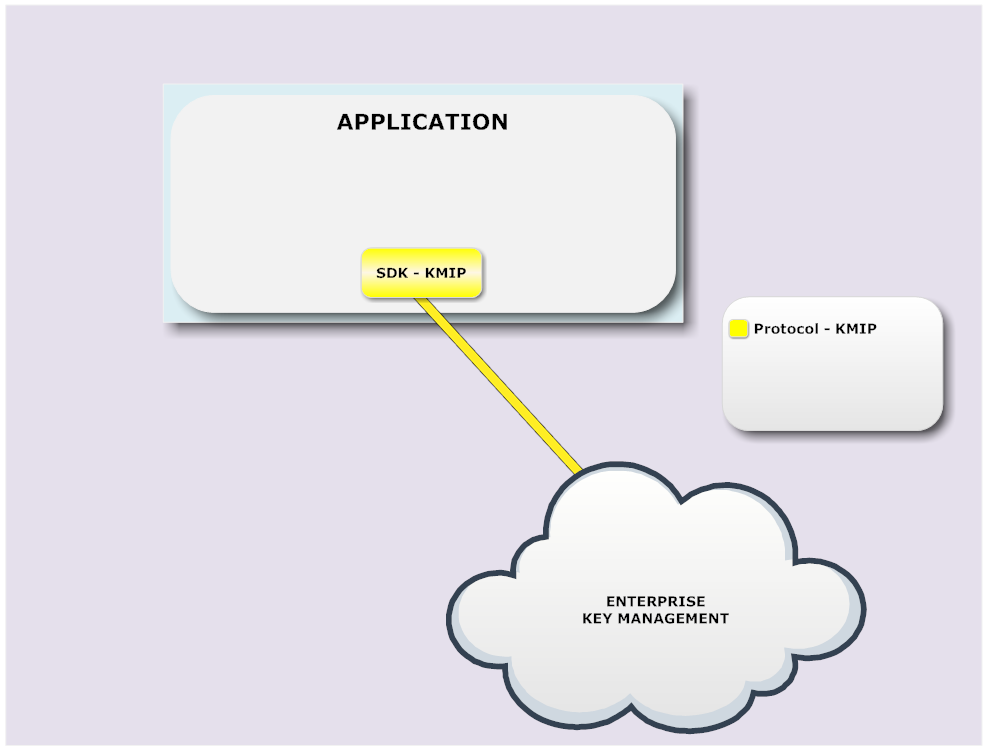 APPLICATION
SDK - KMIP
Protocol - KMIP
ENTERPRISE
KEY MANAGEMENT